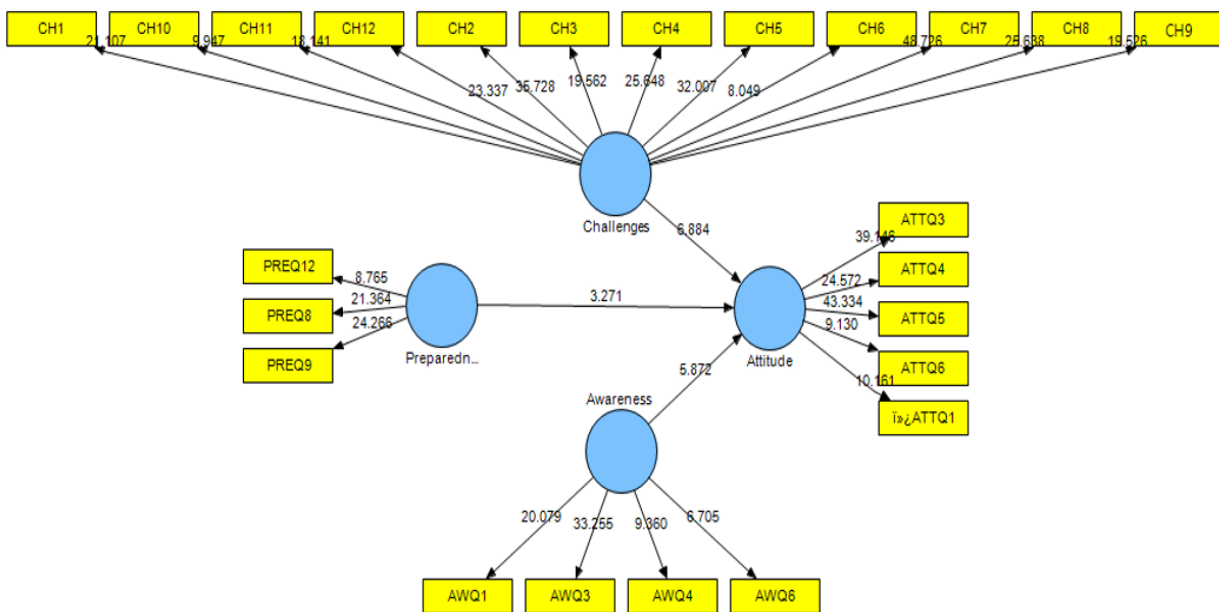 CH1
CH10
CH11
CH12
CH2
CH3
CH4
CH5
CH6
CH7
CH8
CH9
21.107
9.947
18.141
23.337
35.728
19.562
25.648
32.007
8.049
48.726
25.638
19.526
Challenges
6.884
ATTQ3
39.146
ATTQ4
24.572
ATTQ5
43.334
ATTQ6
9.130
ATTQ1
10.161
PREQ12
8.765
PREQ8
21.364
PREQ9
24.266
Preparedn...
3.271
Attitude
5.872
Awareness
20.079
33.255
9.360
6.705
AWQ1
AWQ3
AWQ4
AWQ6